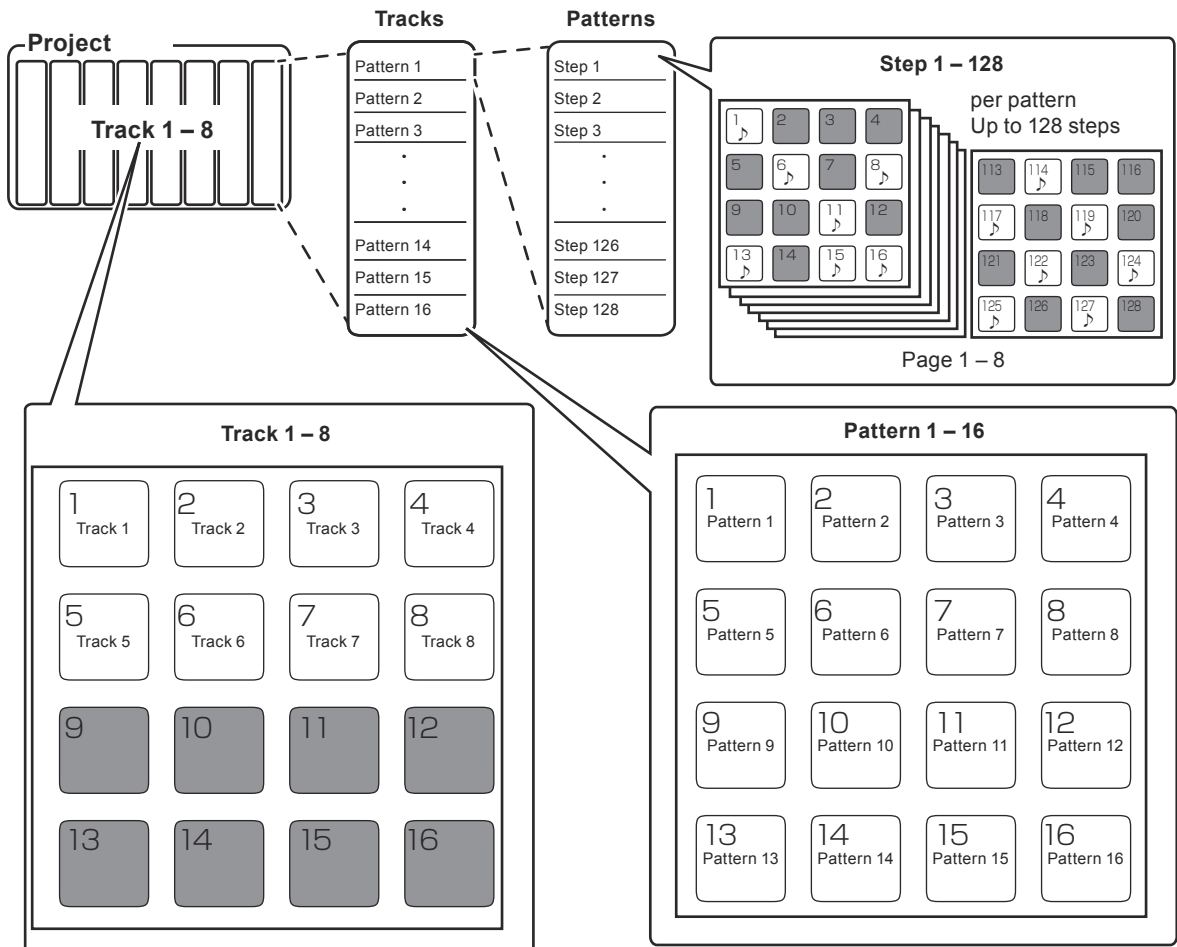 Project
Track 1 – 8
Tracks
Pattern 1
Pattern 2
Pattern 3
.
.
.
Pattern 14
Pattern 15
Pattern 16
Patterns
Step 1
Step 2
Step 3
.
.
.
Step 126
Step 127
Step 128
Step 1 – 128
per pattern
Up to 128 steps
1 2 3 4
♪
5 6 7 8
♪ ♪
9 10 11 12
♪
13 14 15 16
♪ ♪ ♪
113 114 115 116
♪
117 118 119 120
♪ ♪
121 122 123 124
♪ ♪
125 126 127 128
♪ ♪
Page 1 – 8
Track 1 – 8
1 2 3 4
Track 1 Track 2 Track 3 Track 4
5 6 7 8
Track 5 Track 6 Track 7 Track 8
9 10 11 12
13 14 15 16
Pattern 1 – 16
1 2 3 4
Pattern 1 Pattern 2 Pattern 3 Pattern 4
5 6 7 8
Pattern 5 Pattern 6 Pattern 7 Pattern 8
9 10 11 12
Pattern 9 Pattern 10 Pattern 11 Pattern 12
13 14 15 16
Pattern 13 Pattern 14 Pattern 15 Pattern 16